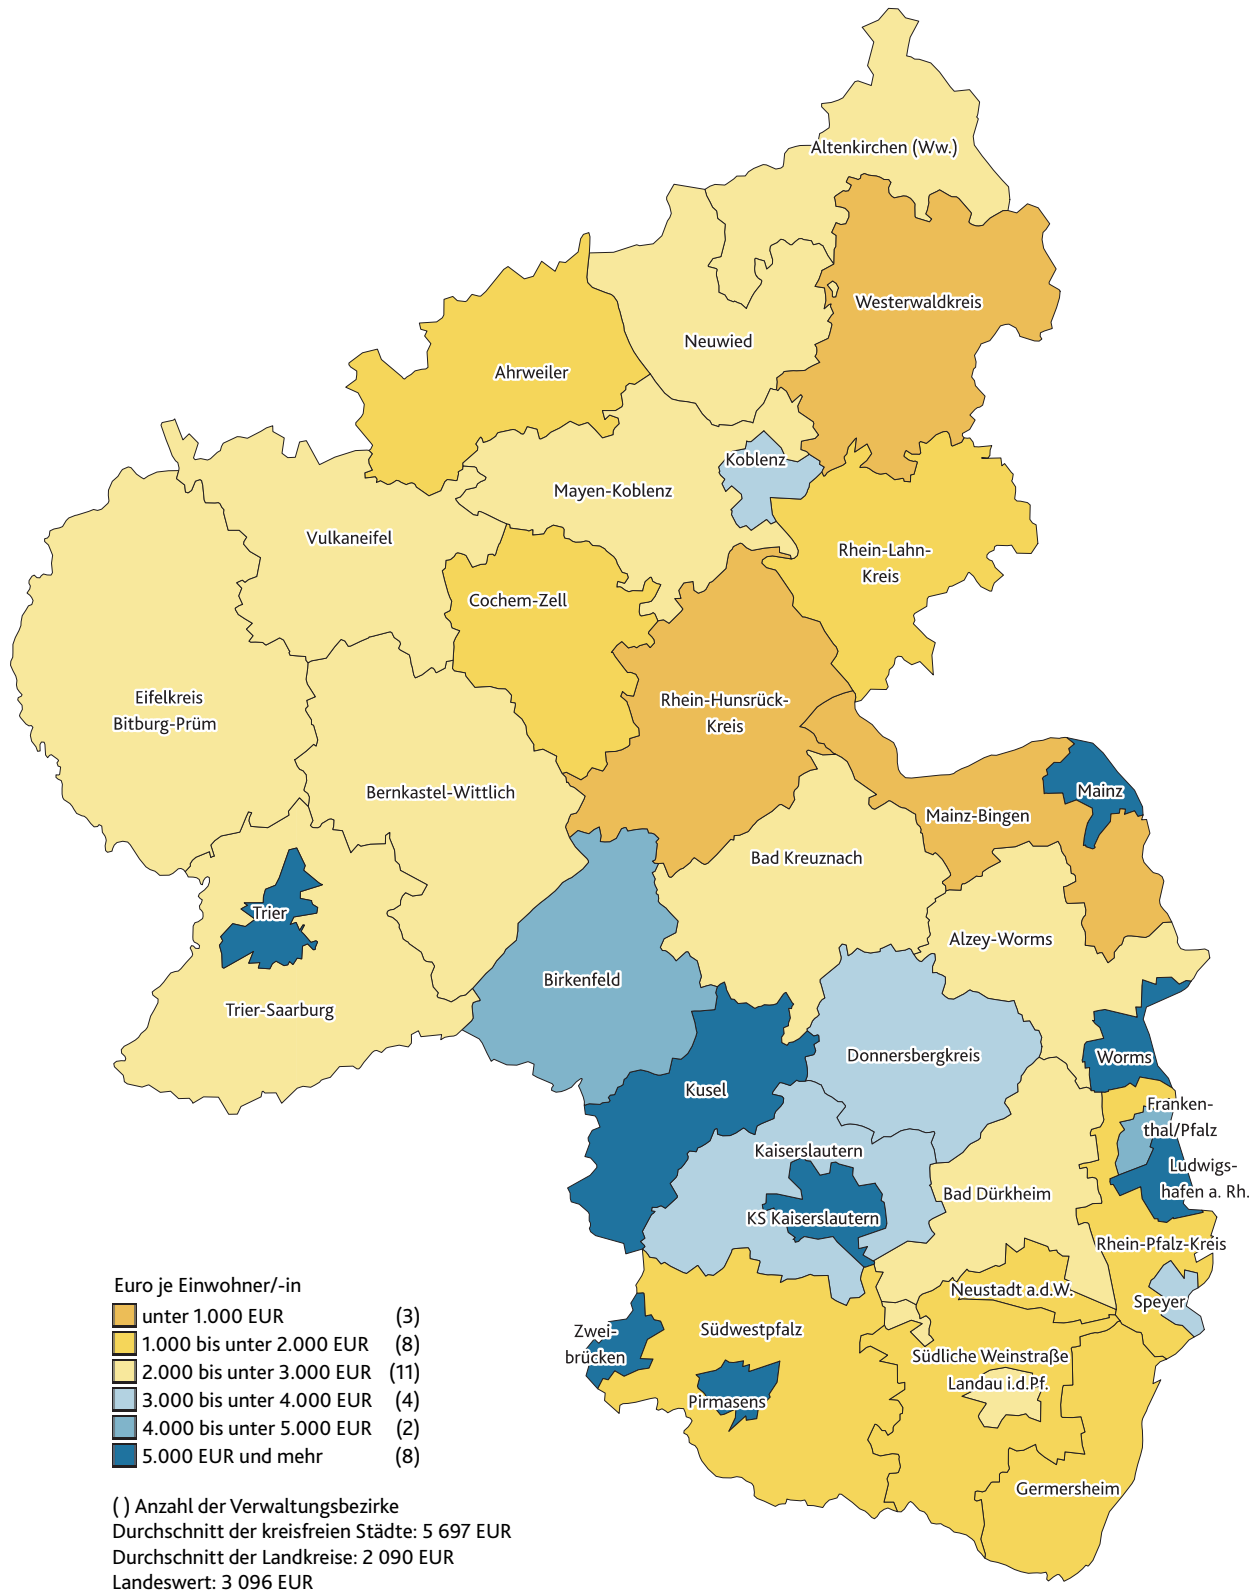 Altenkirchen (Ww.)
Westerwaldkreis
Neuwied
Ahrweiler
Koblenz
Mayen-Koblenz
Vulkaneifel
Rhein-Lahn-
Kreis
Cochem-Zell
Eifelkreis
Bitburg-Prüm
Rhein-Hunsrück-
Kreis
Bernkastel-Wittlich
Mainz
Mainz-Bingen
Bad Kreuznach
Trier
Alzey-Worms
Birkenfeld
Trier-Saarburg
Donnersbergkreis
Worms
Kusel
Franken-
thal/Pfalz
Kaiserslautern
Ludwigs-
hafen a. Rh.
Bad Dürkheim
KS Kaiserslautern
Rhein-Pfalz-Kreis
Neustadt a.d.W.
Speyer
Zwei-
brücken
Südwestpfalz
Südliche Weinstraße
Landau i.d.Pf.
Pirmasens
Germersheim
Euro je Einwohner/-in
unter 1.000 EUR (3)
1.000 bis unter 2.000 EUR (8)
2.000 bis unter 3.000 EUR (11)
3.000 bis unter 4.000 EUR (4)
4.000 bis unter 5.000 EUR (2)
5.000 EUR und mehr (8)
( ) Anzahl der Verwaltungsbezirke
Durchschnitt der kreisfreien Städte: 5 697 EUR
Durchschnitt der Landkreise: 2 090 EUR
Landeswert: 3 096 EUR